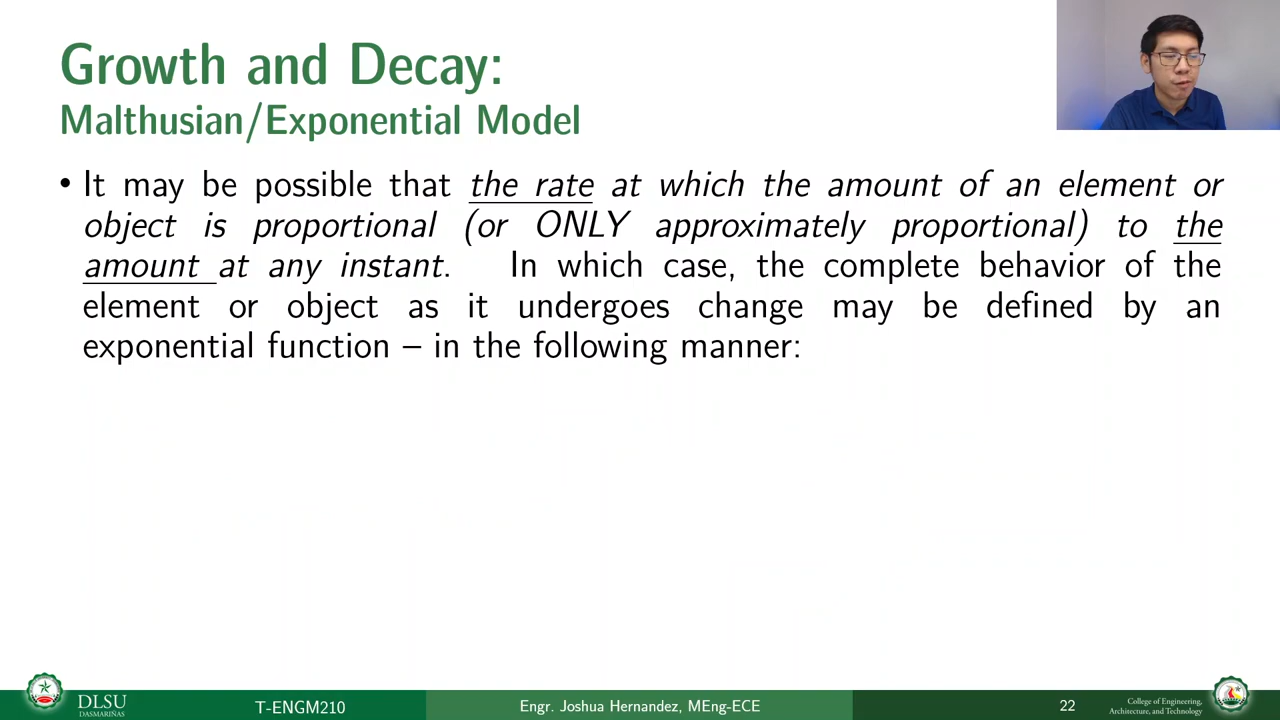 Growth and Decay:
Malthusian/Exponential Model
• It may be possible that the rate at which the amount of an element or
object is proportional (or ONLY approximately proportional) to the
amount at any instant. In which case, the complete behavior of the
element or object as it undergoes change may be defined by an
exponential function – in the following manner:
DLSU
DASMARIÑAS
T-ENGM210
Engr. Joshua Hernandez, MEng-ECE
22
College of Engineering,
Architecture, and Technology